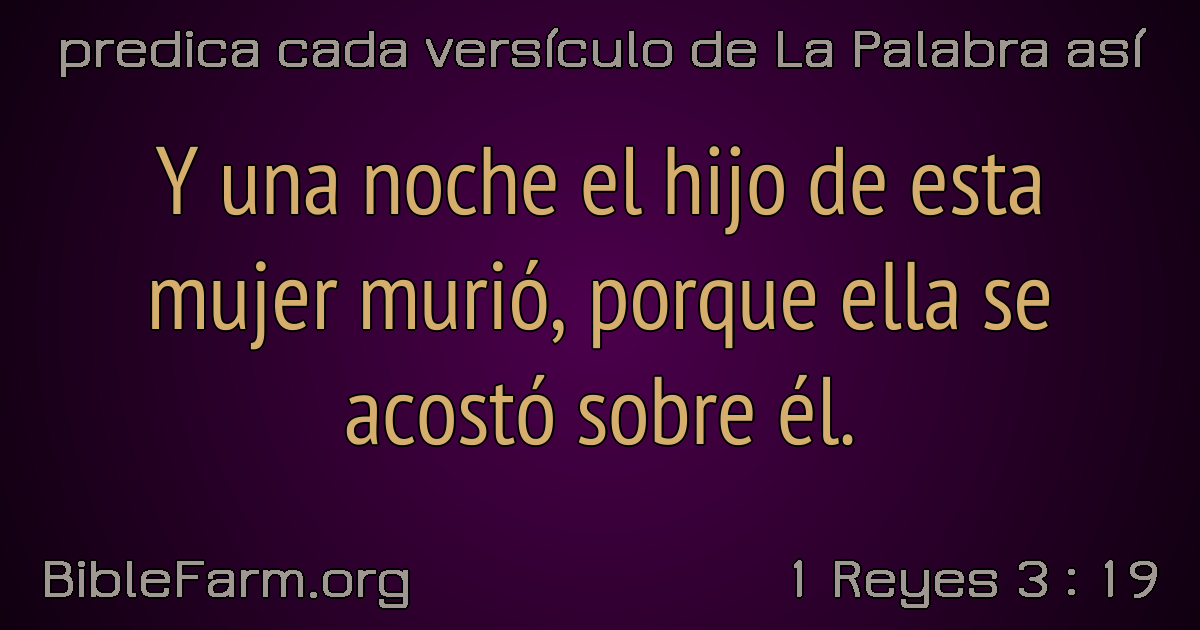 predica cada versículo de La Palabra así
Y una noche el hijo de esta
mujer murió, porque ella se
acostó sobre él.
BibleFarm.org
1 Reyes 3 : 19